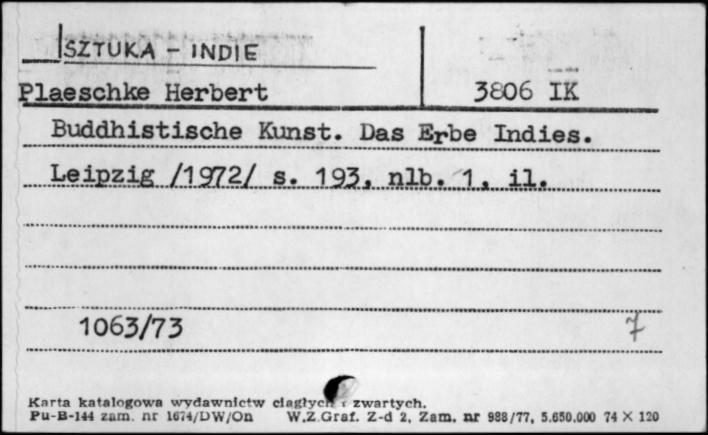 SZTUKA - INDIE
Plaeschke Herbert 3806 IK
Buddhistische Kunst. Das Erbe Indies.
Leipzig /1972/ s. 193, nlb. 1, il.
1063/73 7
Karta katalogowa wydawnictw ciągłych i zwartych.
Pu-B-144 zam. nr 1674/DW/On W.Z.Graf. Z-d 2, Zam. nr 988/77, 5.650.000 74 X 120